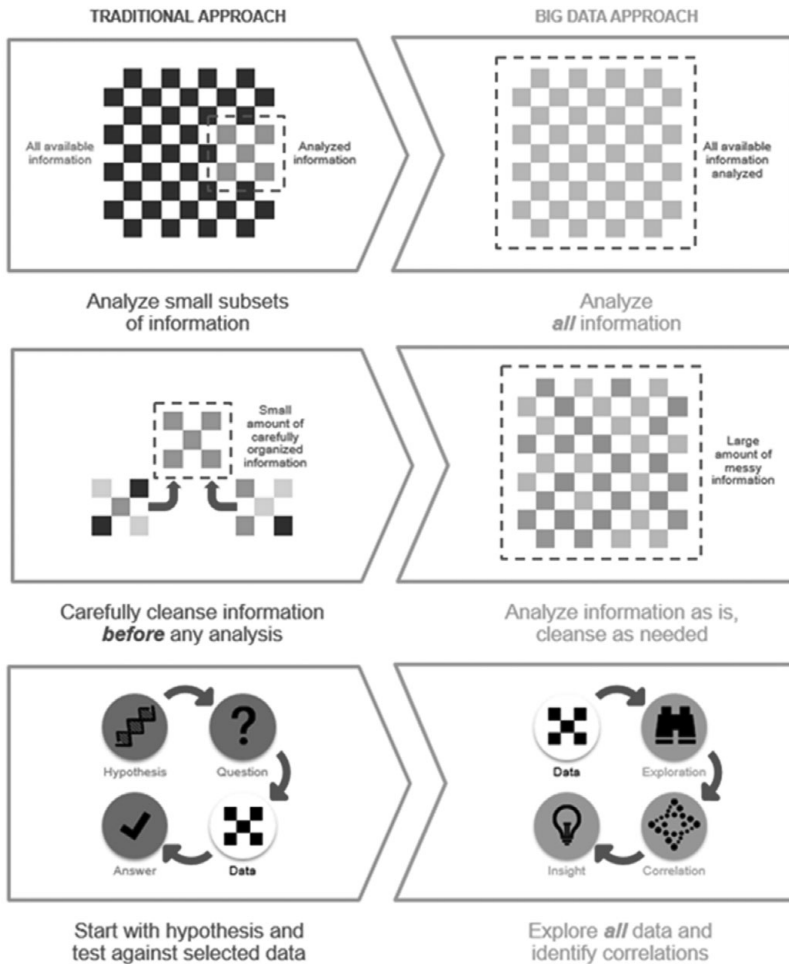 TRADITIONAL APPROACH
BIG DATA APPROACH
All available
information
Analyzed
information
All available
information
analyzed
Analyze small subsets
of information
Analyze
all information
Small
amount of
carefully
organized
information
Large
amount of
messy
information
Carefully cleanse information
before any analysis
Analyze information as is,
cleanse as needed
Hypothesis
Question
Answer
Data
Data
Exploration
Insight
Correlation
Start with hypothesis and
test against selected data
Explore all data and
identify correlations